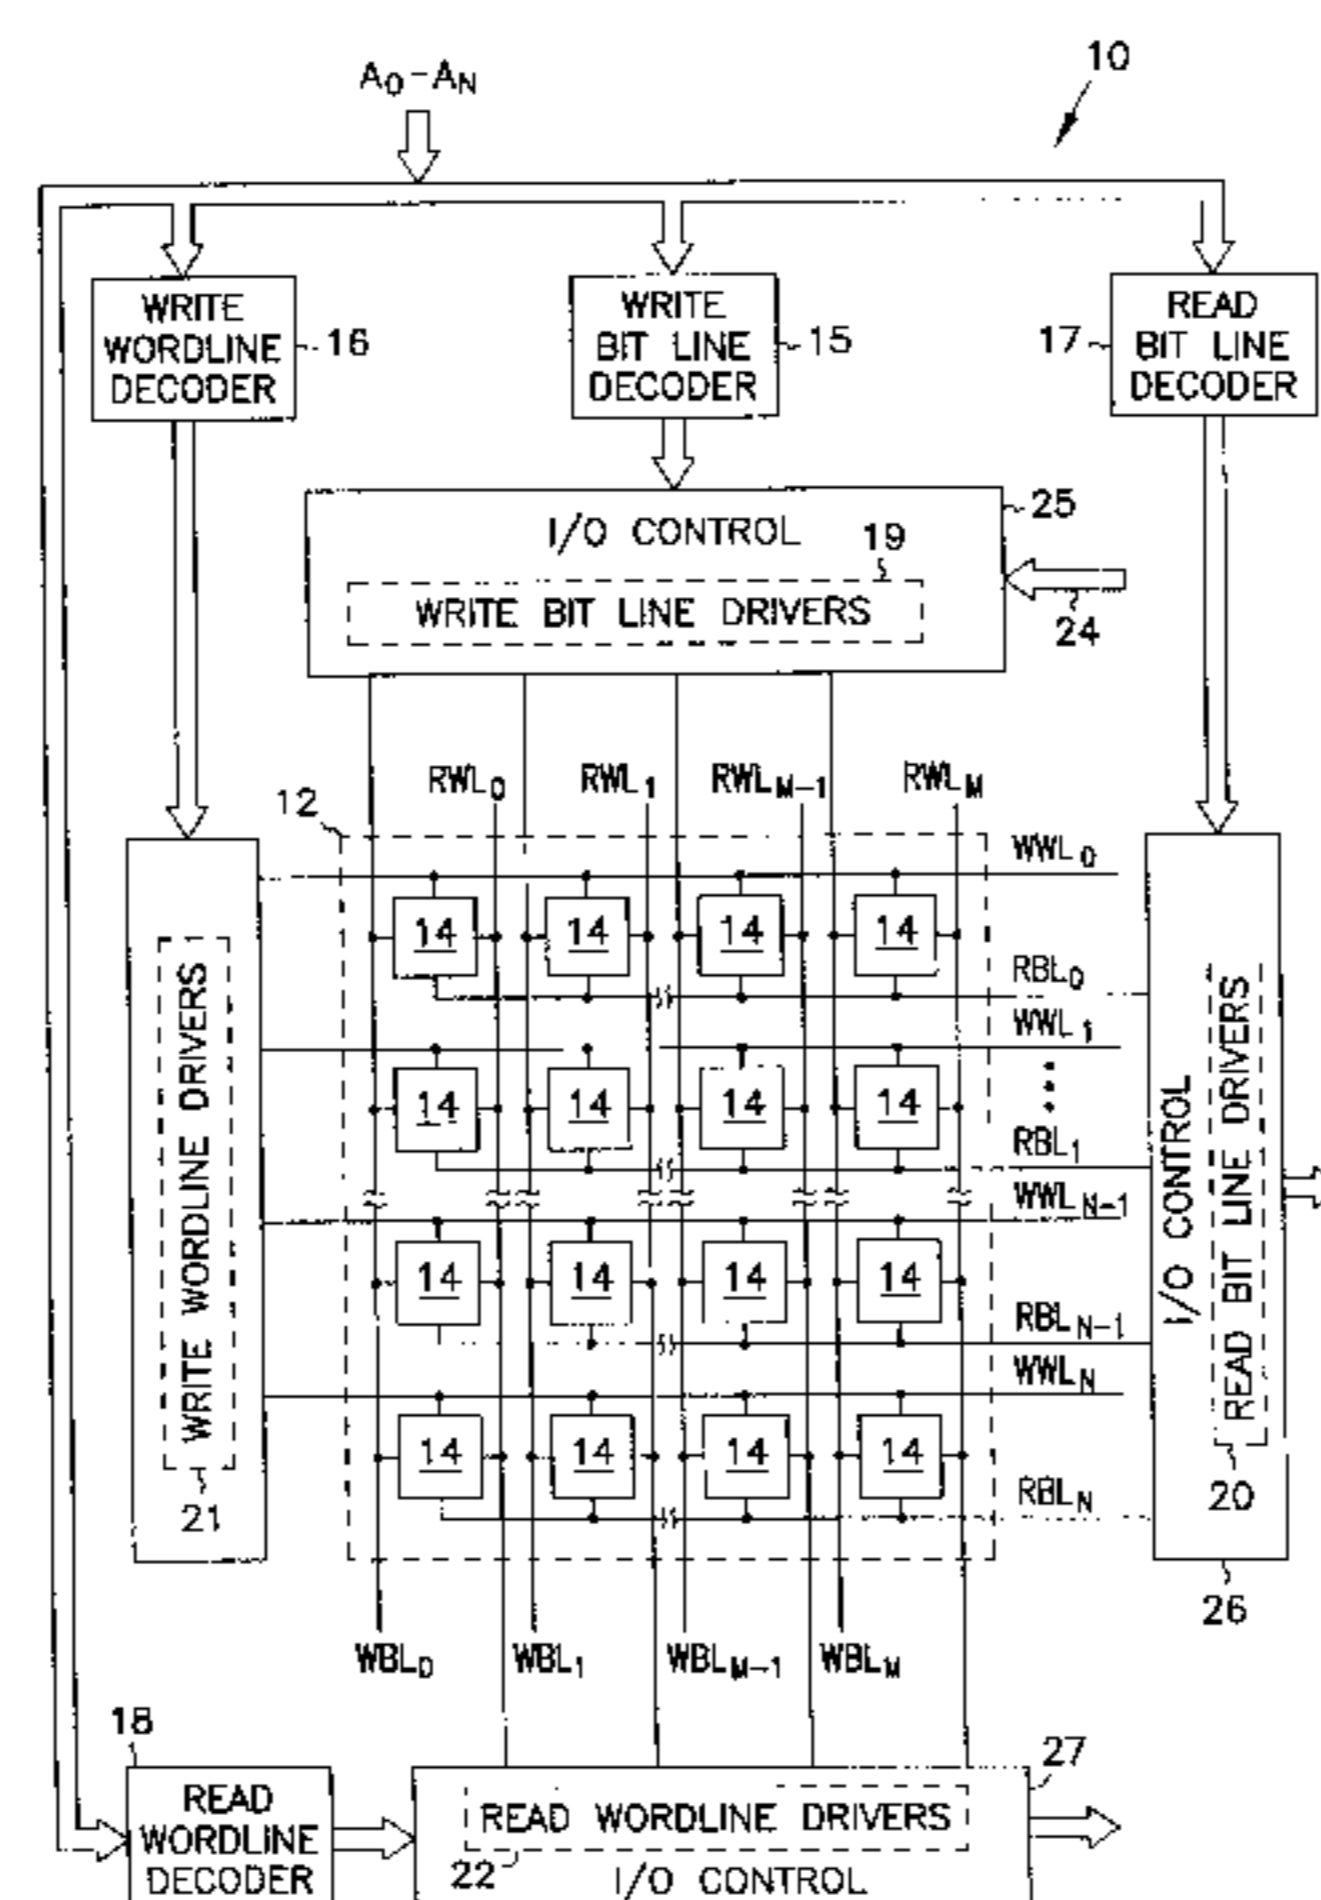 A0-AN
10
WRITE WORDLINE DECODER
16
WRITE BIT LINE DECODER
15
17
READ BIT LINE DECODER
I/O CONTROL
25
19
WRITE BIT LINE DRIVERS
24
12
RWL0
RWL1
RWLM-1
RWLM
WWL0
14 14 14 14
RBL0
WWL1
14 14 14 14
RBL1
WWLN-1
14 14 14 14
RBLN-1
WWLN
14 14 14 14
RBLN
WRITE WORDLINE DRIVERS
21
I/O CONTROL
READ BIT LINE DRIVERS
20
26
WBL0
WBL1
WBLM-1
WBLM
18
READ WORDLINE DECODER
27
READ WORDLINE DRIVERS
22
I/O CONTROL